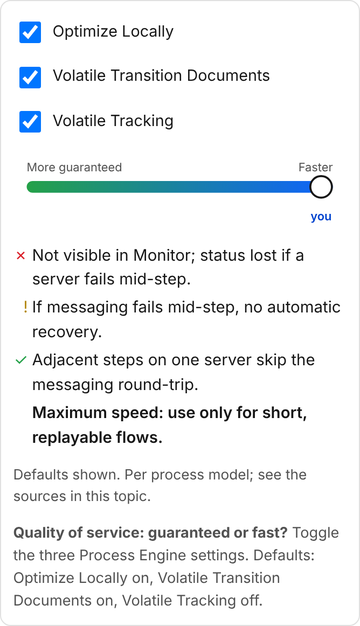 Optimize Locally
Volatile Transition Documents
Volatile Tracking
More guaranteed Faster
you
✕ Not visible in Monitor; status lost if a
server fails mid-step.
! If messaging fails mid-step, no automatic
recovery.
✓ Adjacent steps on one server skip the
messaging round-trip.
Maximum speed: use only for short,
replayable flows.
Defaults shown. Per process model; see the
sources in this topic.
Quality of service: guaranteed or fast? Toggle
the three Process Engine settings. Defaults:
Optimize Locally on, Volatile Transition
Documents on, Volatile Tracking off.